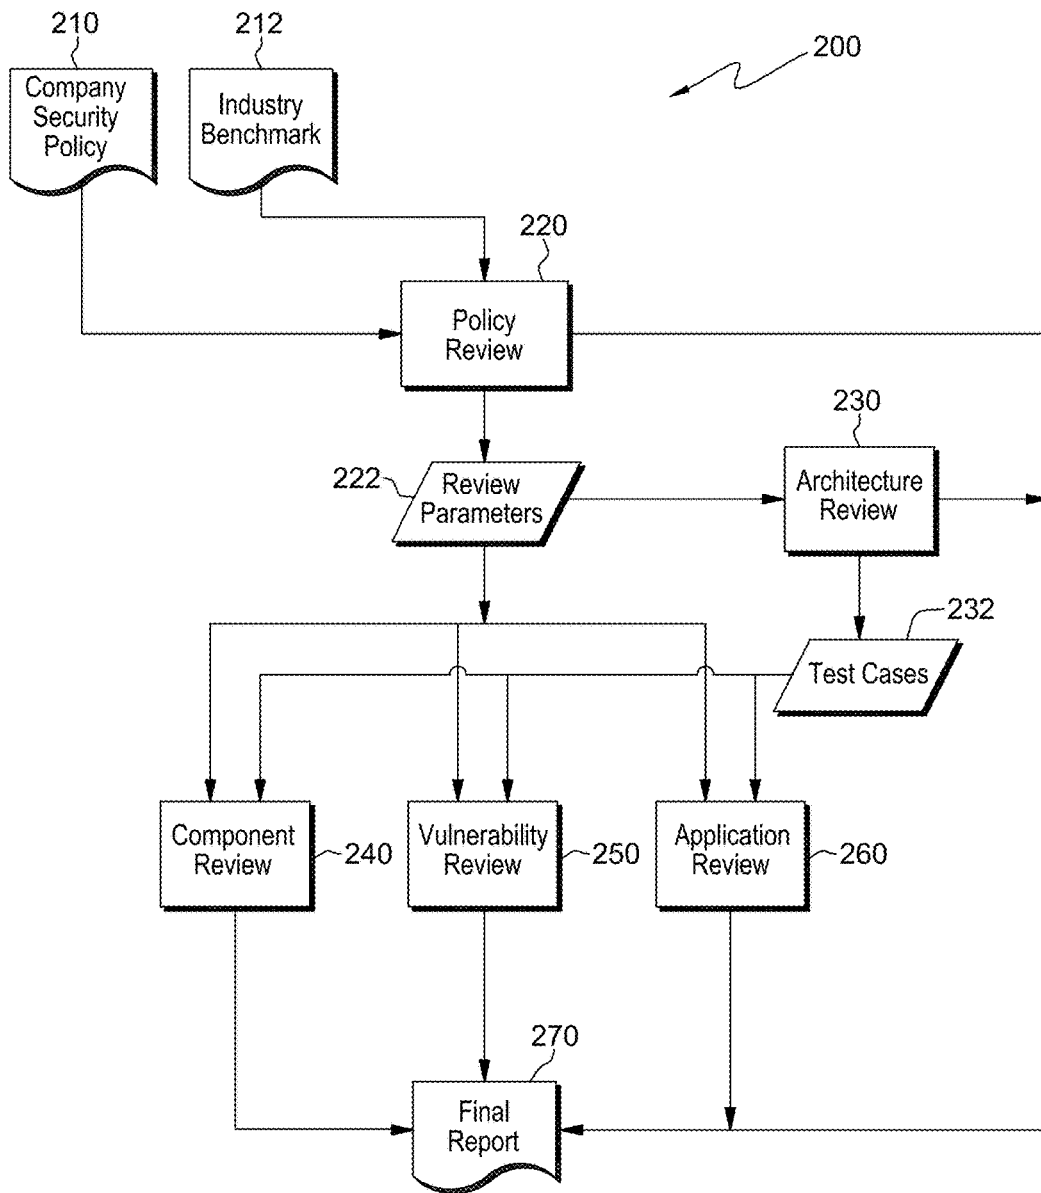 210
212
200
Company
Security
Policy
Industry
Benchmark
220
Policy
Review
230
222
Review
Parameters
Architecture
Review
232
Test Cases
Component
Review
240
Vulnerability
Review
250
Application
Review
260
270
Final
Report